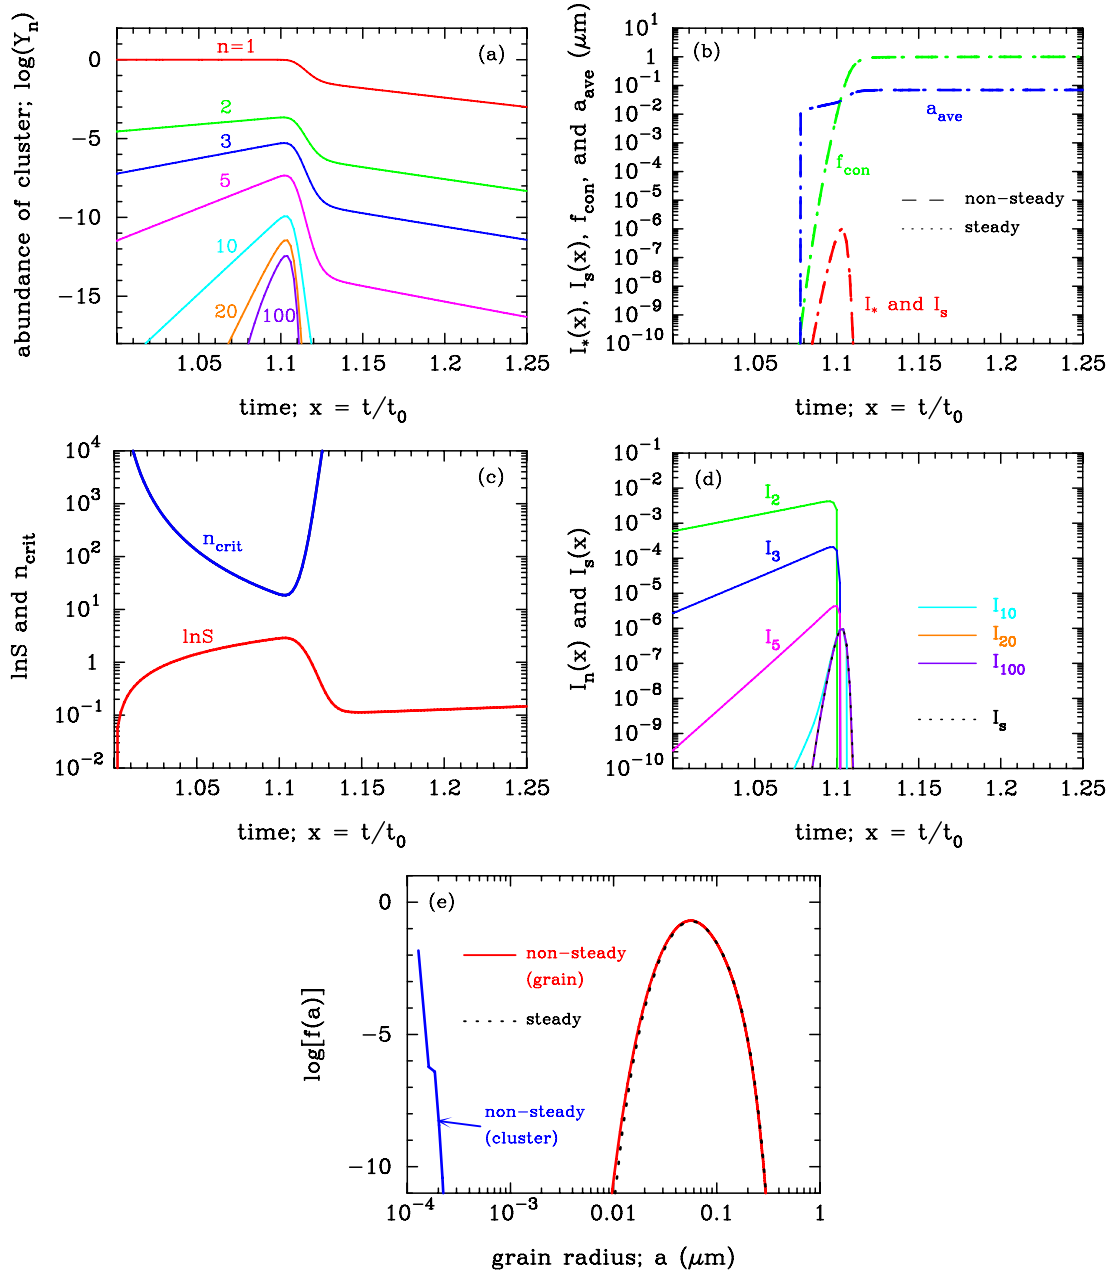 abundance of cluster; log(Yn)
0
−5
−10
−15
n=1
2
3
5
10
20
100
(a)
1.05 1.1 1.15 1.2 1.25
time; x = t/t0
I*(x), Is(x), fcon, and aave (μm)
1
10−1
10−2
10−3
10−4
10−5
10−6
10−7
10−8
10−9
10−10
(b)
aave
fcon
non−steady
steady
I* and Is
1.05 1.1 1.15 1.2 1.25
time; x = t/t0
lnS and ncrit
104
103
102
101
1
10−1
10−2
(c)
ncrit
lnS
1.05 1.1 1.15 1.2 1.25
time; x = t/t0
In(x) and Is(x)
10−1
10−2
10−3
10−4
10−5
10−6
10−7
10−8
10−9
10−10
(d)
I2
I3
I5
I10
I20
I100
Is
1.05 1.1 1.15 1.2 1.25
time; x = t/t0
log[f(a)]
0
−5
−10
(e)
non−steady
(grain)
steady
non−steady
(cluster)
10−4 10−3 0.01 0.1 1
grain radius; a (μm)